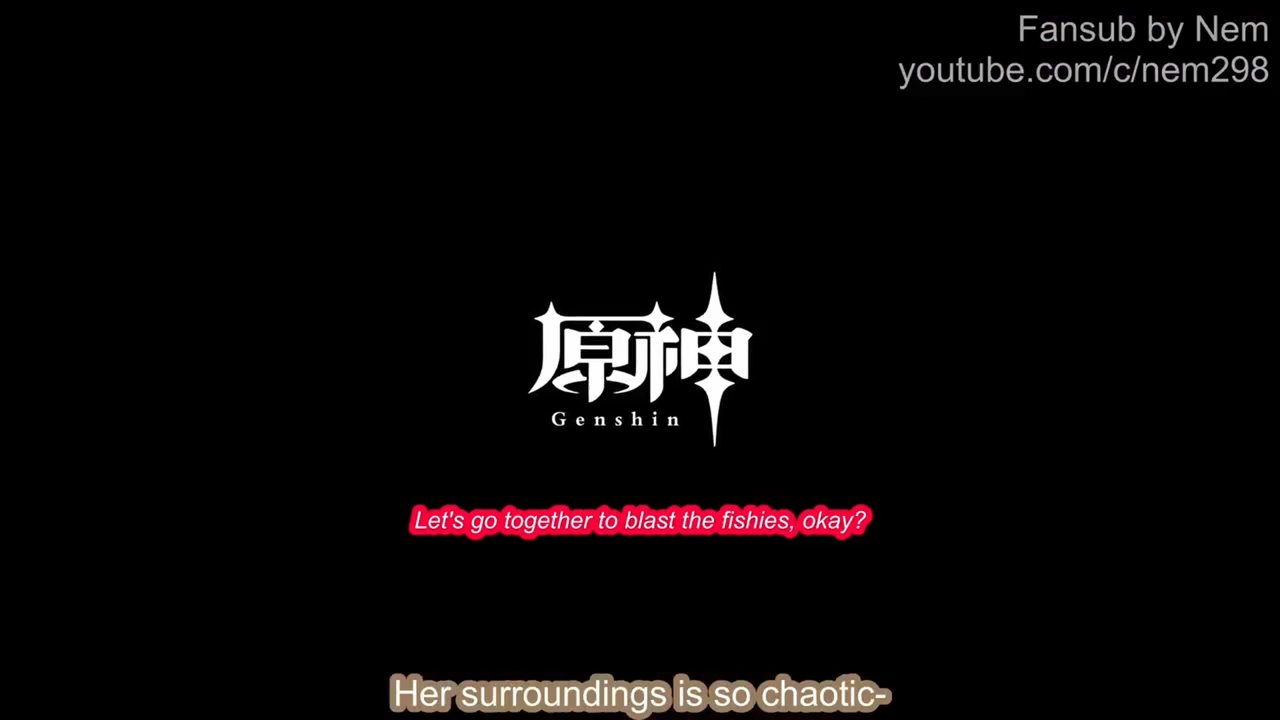 Fansub by Nem
youtube.com/c/nem298
原神
Genshin
Let's go together to blast the fishies, okay?
Her surroundings is so chaotic-